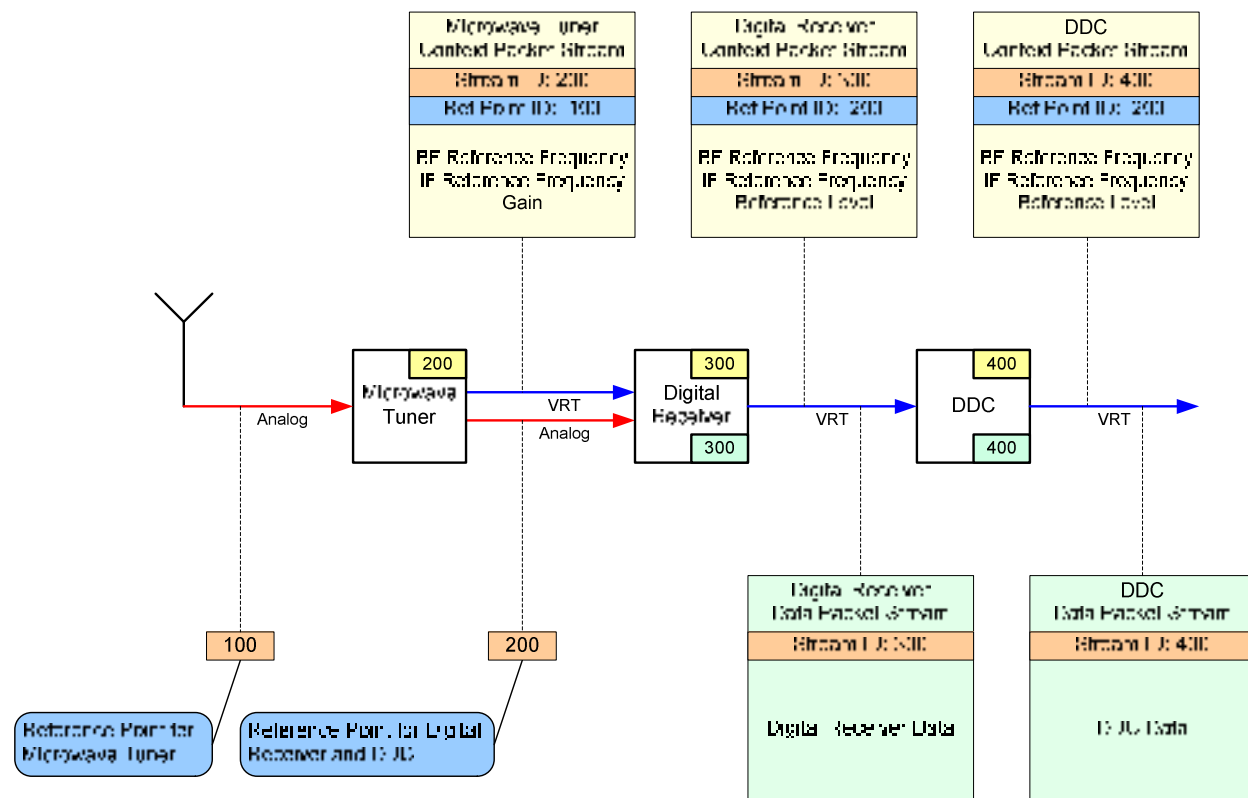 Microwave Tuner
Context Packet Stream
Stream ID: 200
Ref Point ID: 100
RF Reference Frequency
IF Reference Frequency
Gain
Digital Receiver
Context Packet Stream
Stream ID: 300
Ref Point ID: 200
RF Reference Frequency
IF Reference Frequency
Reference Level
DDC
Context Packet Stream
Stream ID: 400
Ref Point ID: 200
RF Reference Frequency
IF Reference Frequency
Reference Level
Analog
200
Microwave
Tuner
VRT
Analog
300
Digital
Receiver
300
VRT
400
DDC
400
VRT
100
200
Reference Point for
Microwave Tuner
Reference Point for Digital
Receiver and DDC
Digital Receiver
Data Packet Stream
Stream ID: 300
Digital Receiver Data
DDC
Data Packet Stream
Stream ID: 400
DDC Data